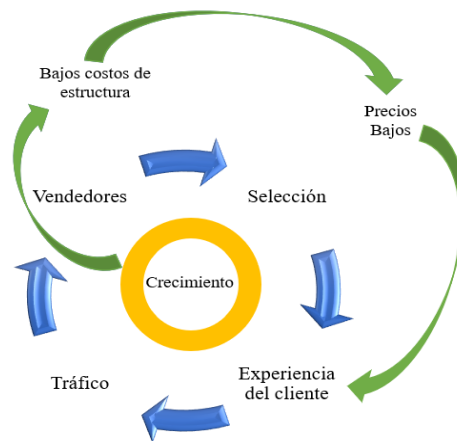 Bajos costos de
estructura
Precios
Bajos
Vendedores
Selección
Crecimiento
Tráfico
Experiencia
del cliente